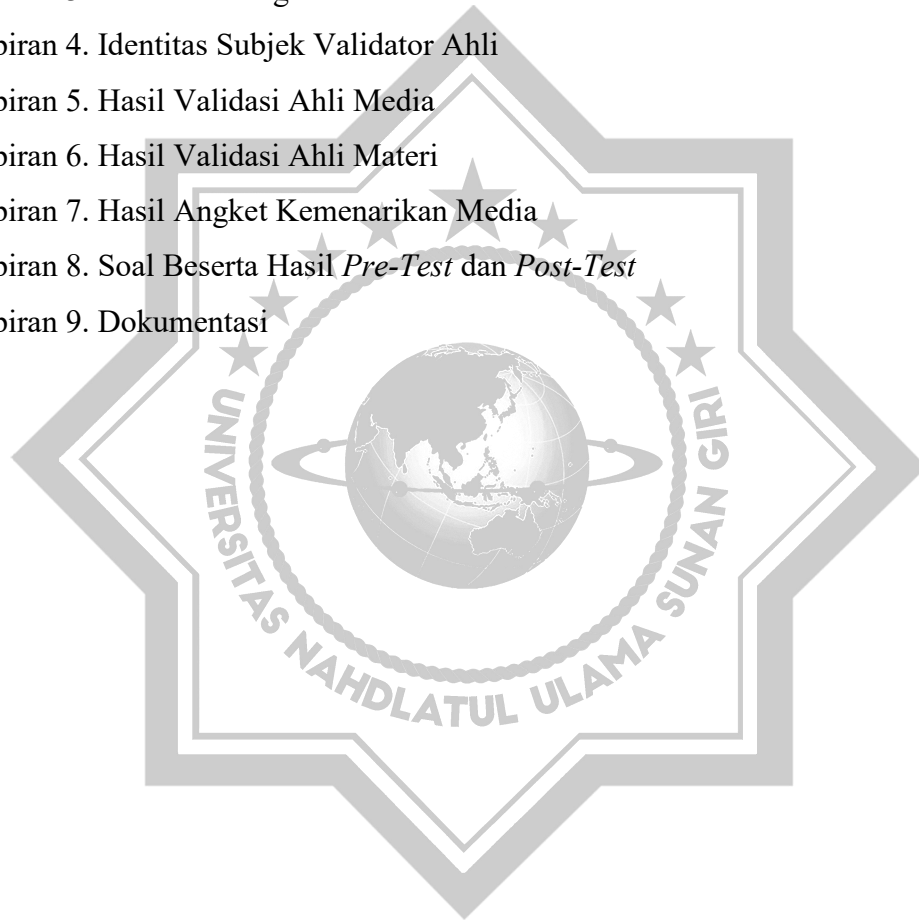 piran 4. Identitas Subjek Validator Ahli
piran 5. Hasil Validasi Ahli Media
piran 6. Hasil Validasi Ahli Materi
piran 7. Hasil Angket Kemenarikan Media
piran 8. Soal Beserta Hasil Pre-Test dan Post-Test
piran 9. Dokumentasi
UNIVERSITAS NAHDLATUL ULAMA SUNAN GIRI